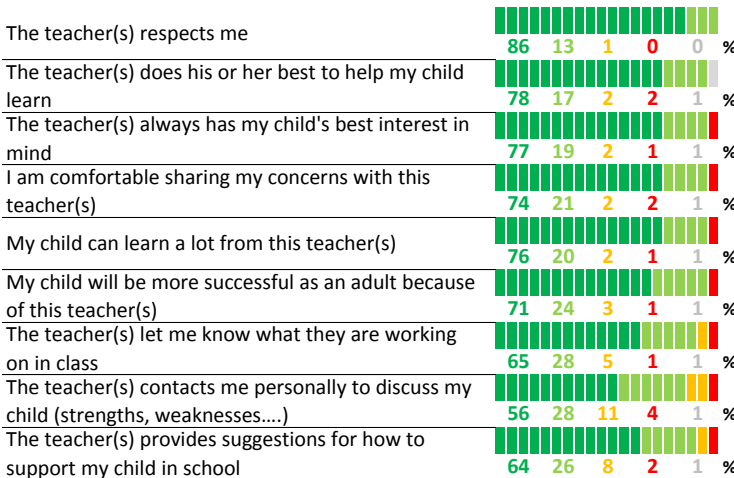 The teacher(s) respects me
86 13 1 0 0 %
The teacher(s) does his or her best to help my child
learn
78 17 2 2 1 %
The teacher(s) always has my child's best interest in
mind
77 19 2 1 1 %
I am comfortable sharing my concerns with this
teacher(s)
74 21 2 2 1 %
My child can learn a lot from this teacher(s)
76 20 2 1 1 %
My child will be more successful as an adult because
of this teacher(s)
71 24 3 1 1 %
The teacher(s) let me know what they are working
on in class
65 28 5 1 1 %
The teacher(s) contacts me personally to discuss my
child (strengths, weaknesses....)
56 28 11 4 1 %
The teacher(s) provides suggestions for how to
support my child in school
64 26 8 2 1 %